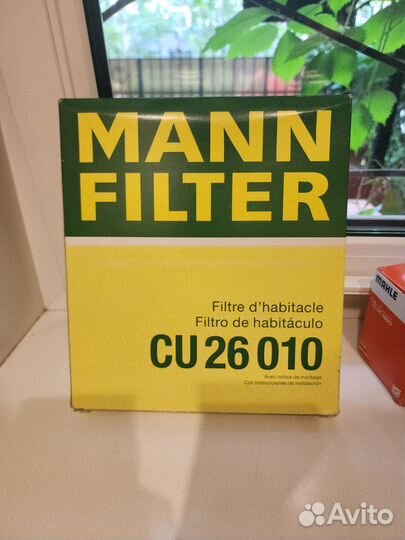 MANN
FILTER
Filtre d'habitacle
Filtro de habitáculo
CU 26 010
Avec notice de montage
Con Instrucciones de instalación
MAHLE
Avito